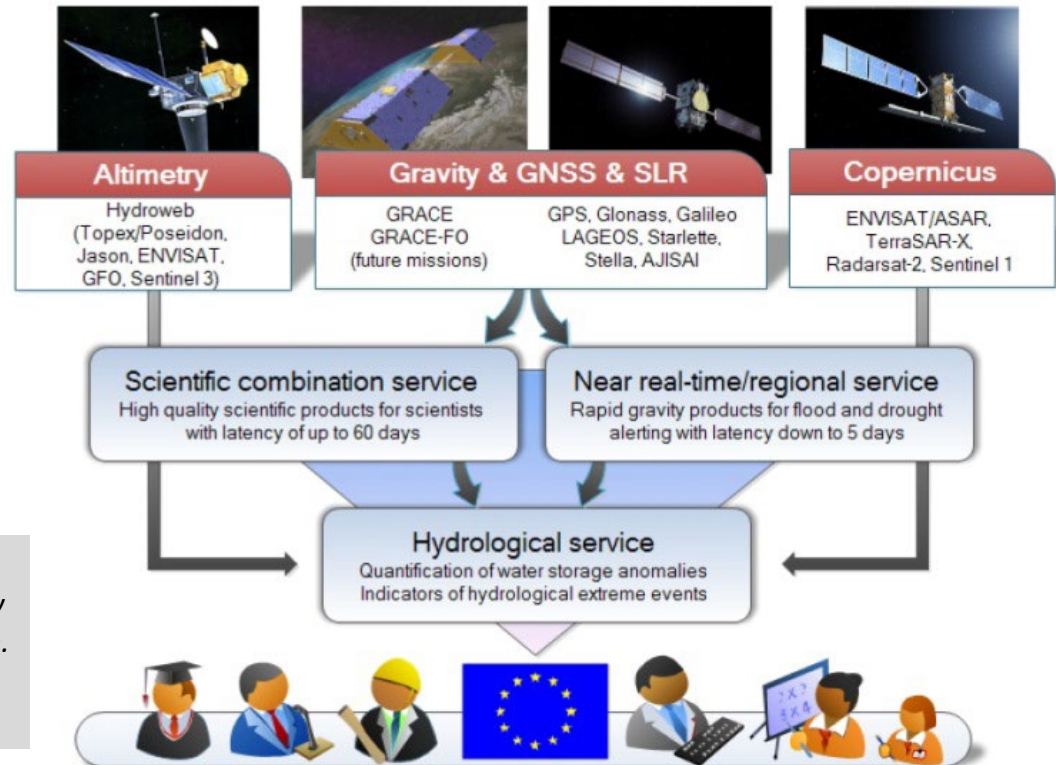 Altimetry
Hydroweb
(Topex/Poseidon,
Jason, ENVISAT,
GFO, Sentinel 3)
Gravity & GNSS & SLR
GRACE
GRACE-FO
(future missions)
GPS, Glonass, Galileo
LAGEOS, Starlette,
Stella, AJISAI
Copernicus
ENVISAT/ASAR,
TerraSAR-X,
Radarsat-2, Sentinel 1
Scientific combination service
High quality scientific products for scientists
with latency of up to 60 days
Near real-time/regional service
Rapid gravity products for flood and drought
alerting with latency down to 5 days
Hydrological service
Quantification of water storage anomalies
Indicators of hydrological extreme events